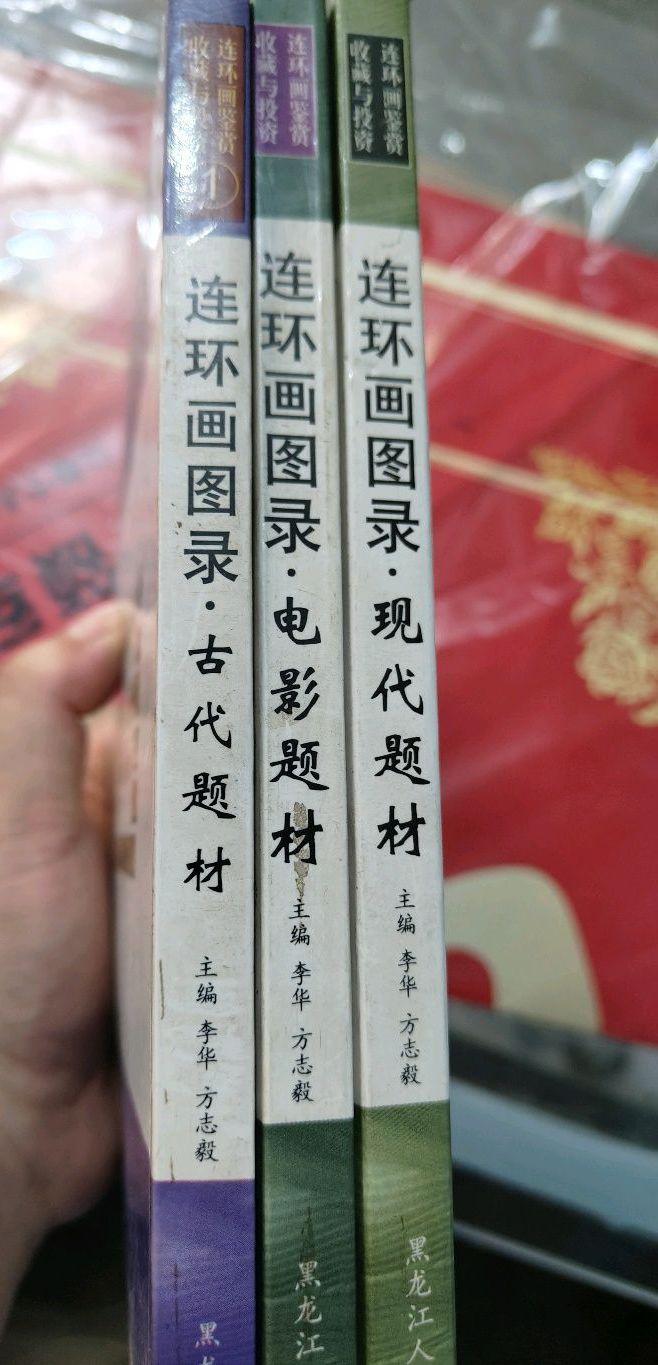 连环画鉴赏
收藏与投资
1
连环画图录·古代题材
主编 李华 方志毅
黑龙
连环画鉴赏
收藏与投资
连环画图录·电影题材
主编 李华 方志毅
黑龙江
连环画鉴赏
收藏与投资
连环画图录·现代题材
主编 李华 方志毅
黑龙江人